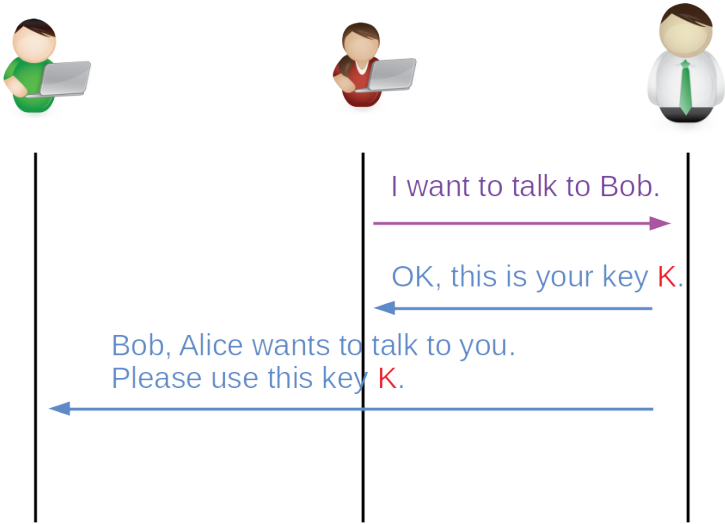 I want to talk to Bob.
OK, this is your key K.
Bob, Alice wants to talk to you.
Please use this key K.